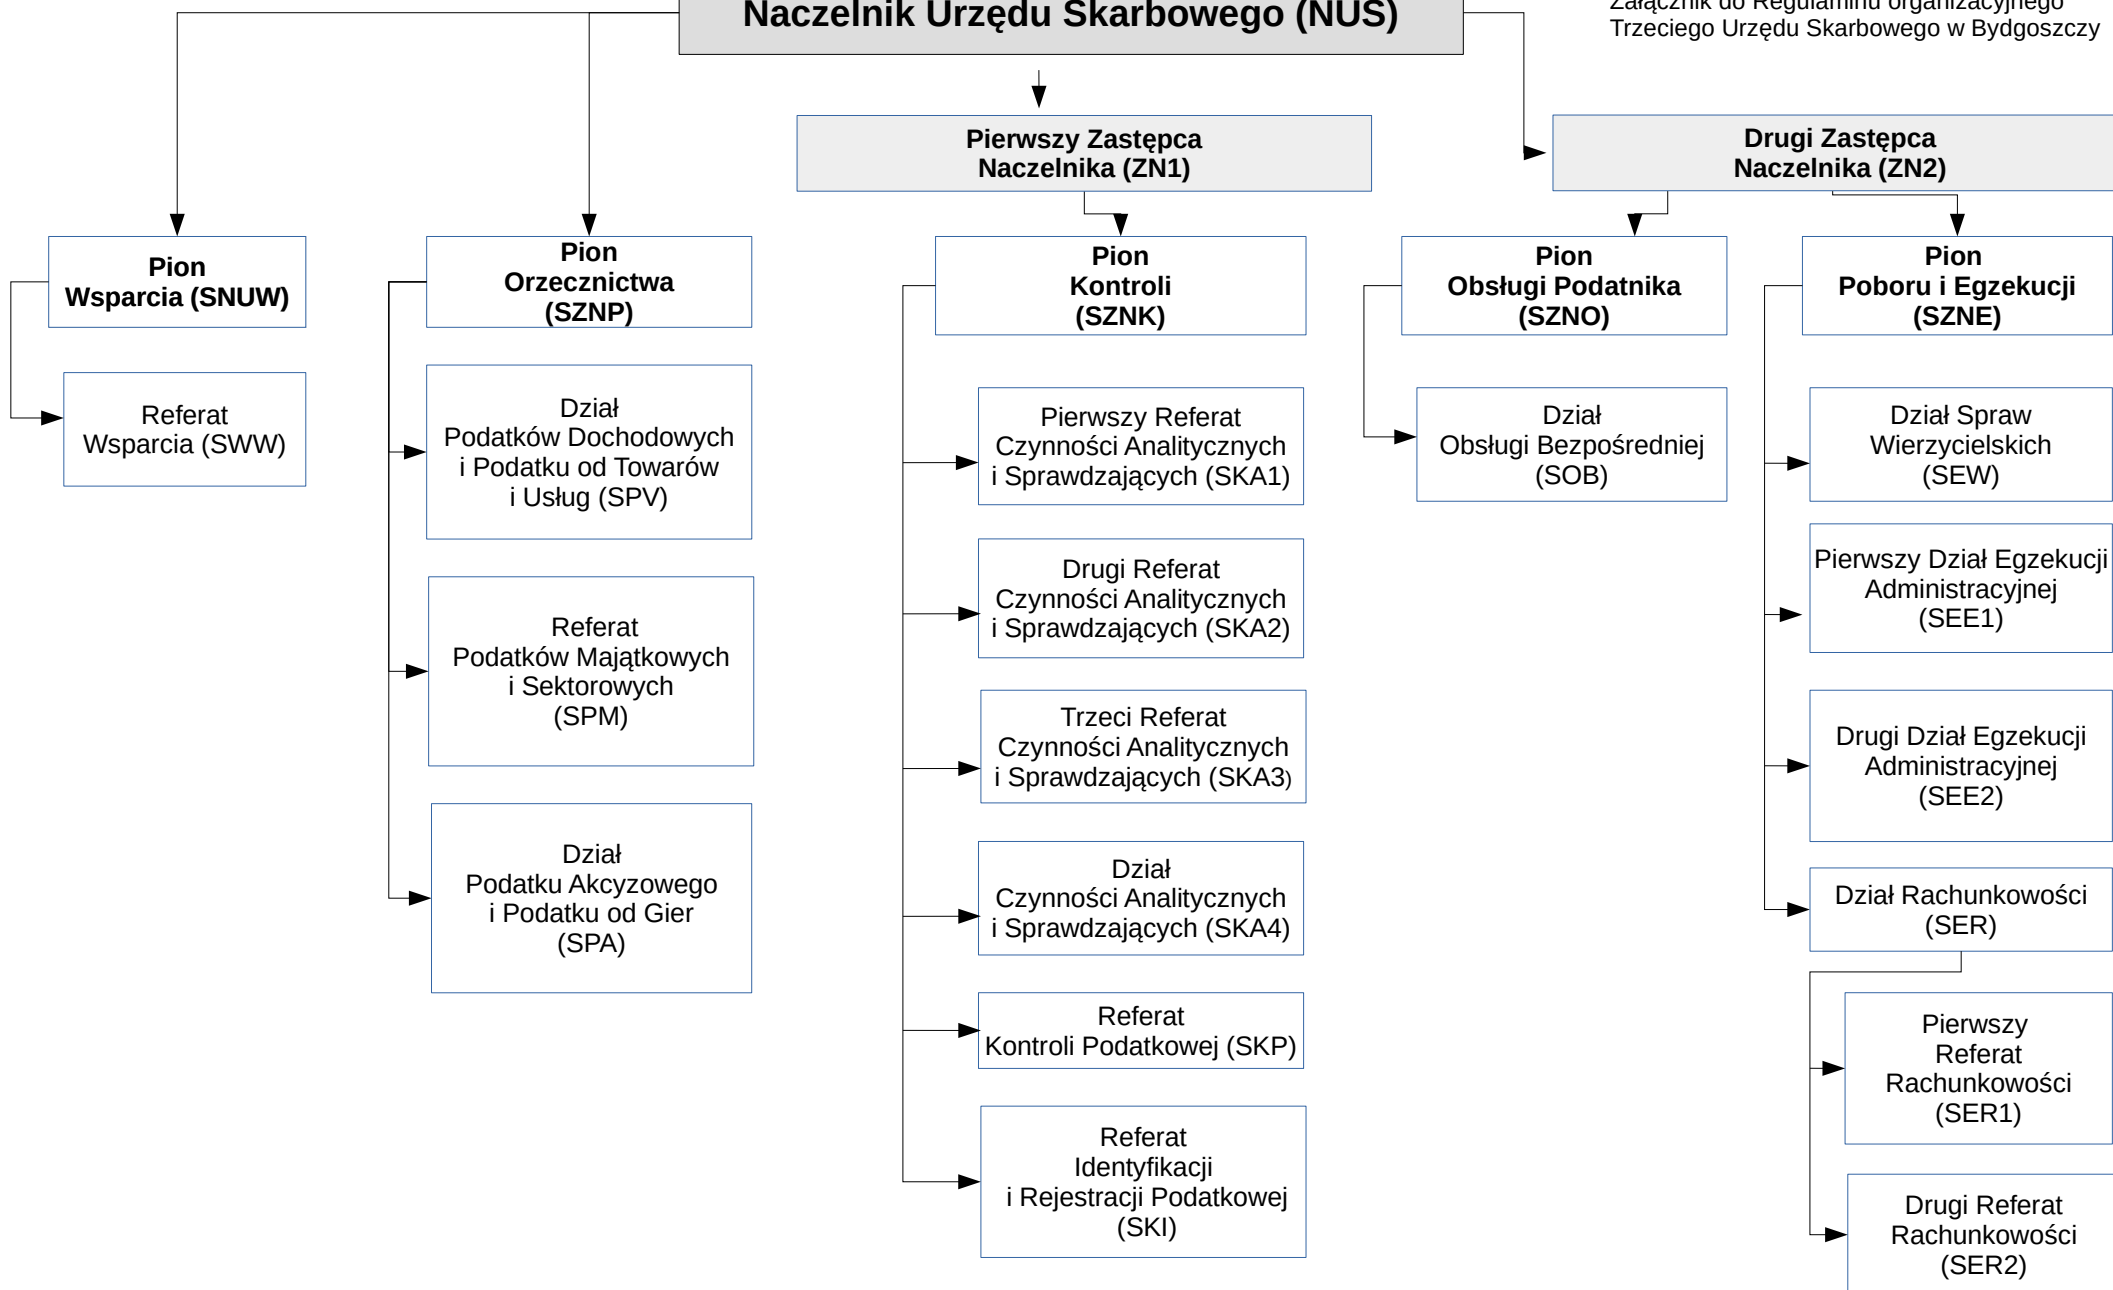 Naczelnik Urzędu Skarbowego (NUS)
Załącznik do Regulaminu organizacyjnego
Trzeciego Urzędu Skarbowego w Bydgoszczy
Pierwszy Zastępca
Naczelnika (ZN1)
Drugi Zastępca
Naczelnika (ZN2)
Pion
Wsparcia (SNUW)
Referat
Wsparcia (SWW)
Pion
Orzecznictwa
(SZNP)
Dział
Podatków Dochodowych
i Podatku od Towarów
i Usług (SPV)
Referat
Podatków Majątkowych
i Sektorowych
(SPM)
Dział
Podatku Akcyzowego
i Podatku od Gier
(SPA)
Pion
Kontroli
(SZNK)
Pierwszy Referat
Czynności Analitycznych
i Sprawdzających (SKA1)
Drugi Referat
Czynności Analitycznych
i Sprawdzających (SKA2)
Trzeci Referat
Czynności Analitycznych
i Sprawdzających (SKA3)
Dział
Czynności Analitycznych
i Sprawdzających (SKA4)
Referat
Kontroli Podatkowej (SKP)
Referat
Identyfikacji
i Rejestracji Podatkowej
(SKI)
Pion
Obsługi Podatnika
(SZNO)
Dział
Obsługi Bezpośredniej
(SOB)
Pion
Poboru i Egzekucji
(SZNE)
Dział Spraw
Wierzycielskich
(SEW)
Pierwszy Dział Egzekucji
Administracyjnej
(SEE1)
Drugi Dział Egzekucji
Administracyjnej
(SEE2)
Dział Rachunkowości
(SER)
Pierwszy
Referat
Rachunkowości
(SER1)
Drugi Referat
Rachunkowości
(SER2)